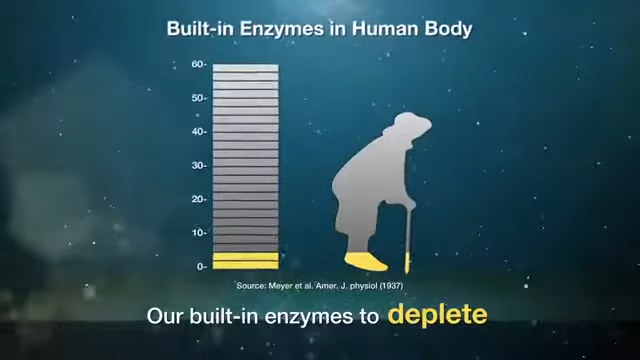 Built-in Enzymes in Human Body
60-
50-
40-
30-
20-
10-
0-
Source: Meyer et al. Amer. J. physiol (1937)
Our built-in enzymes to deplete